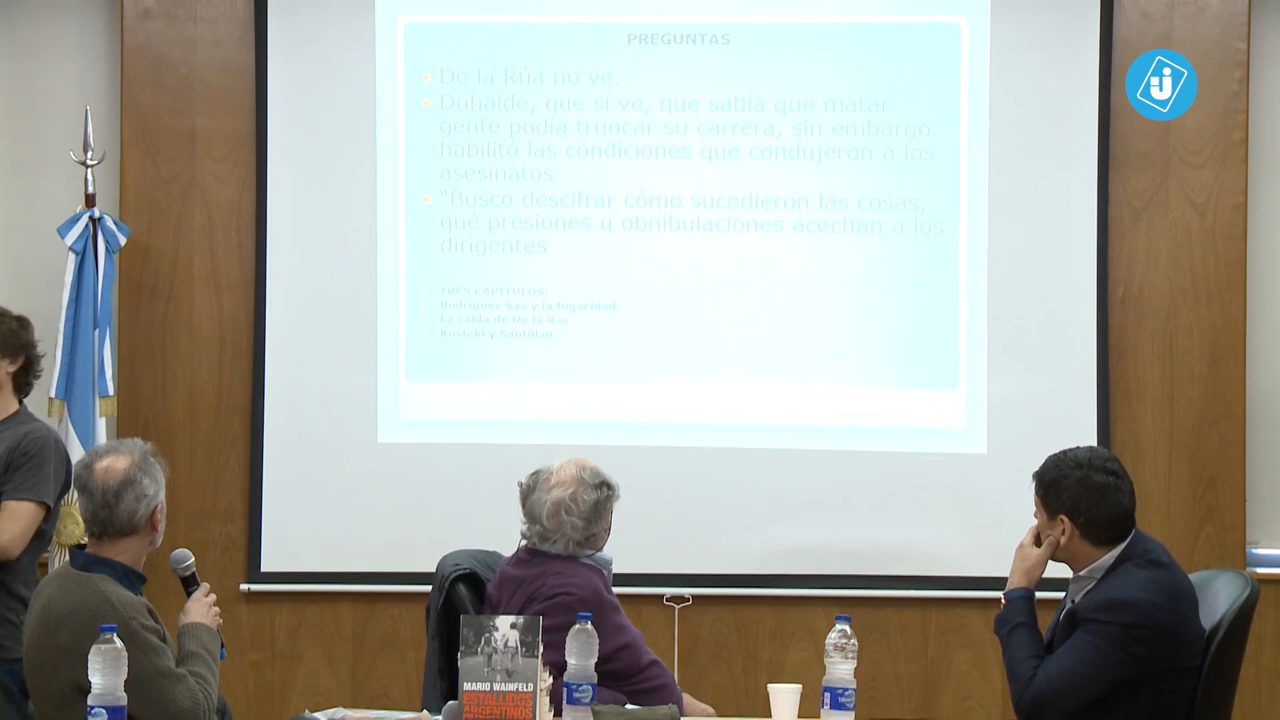 PREGUNTAS
De la Rúa no ve.
Duhalde, que sí ve, que sabía que matar
gente podía truncar su carrera, sin embargo
habilitó las condiciones que condujeron a los
asesinatos
"Busco descifrar cómo sucedieron las cosas,
qué presiones u obnibulaciones acechan a los
dirigentes
TRES CAPITULOS:
Rodríguez Saa y la fugacidad
La caída de De la Rúa
Kosteki y Santillán
MARIO WAINFELD
ESTALLIDOS
ARGENTINOS